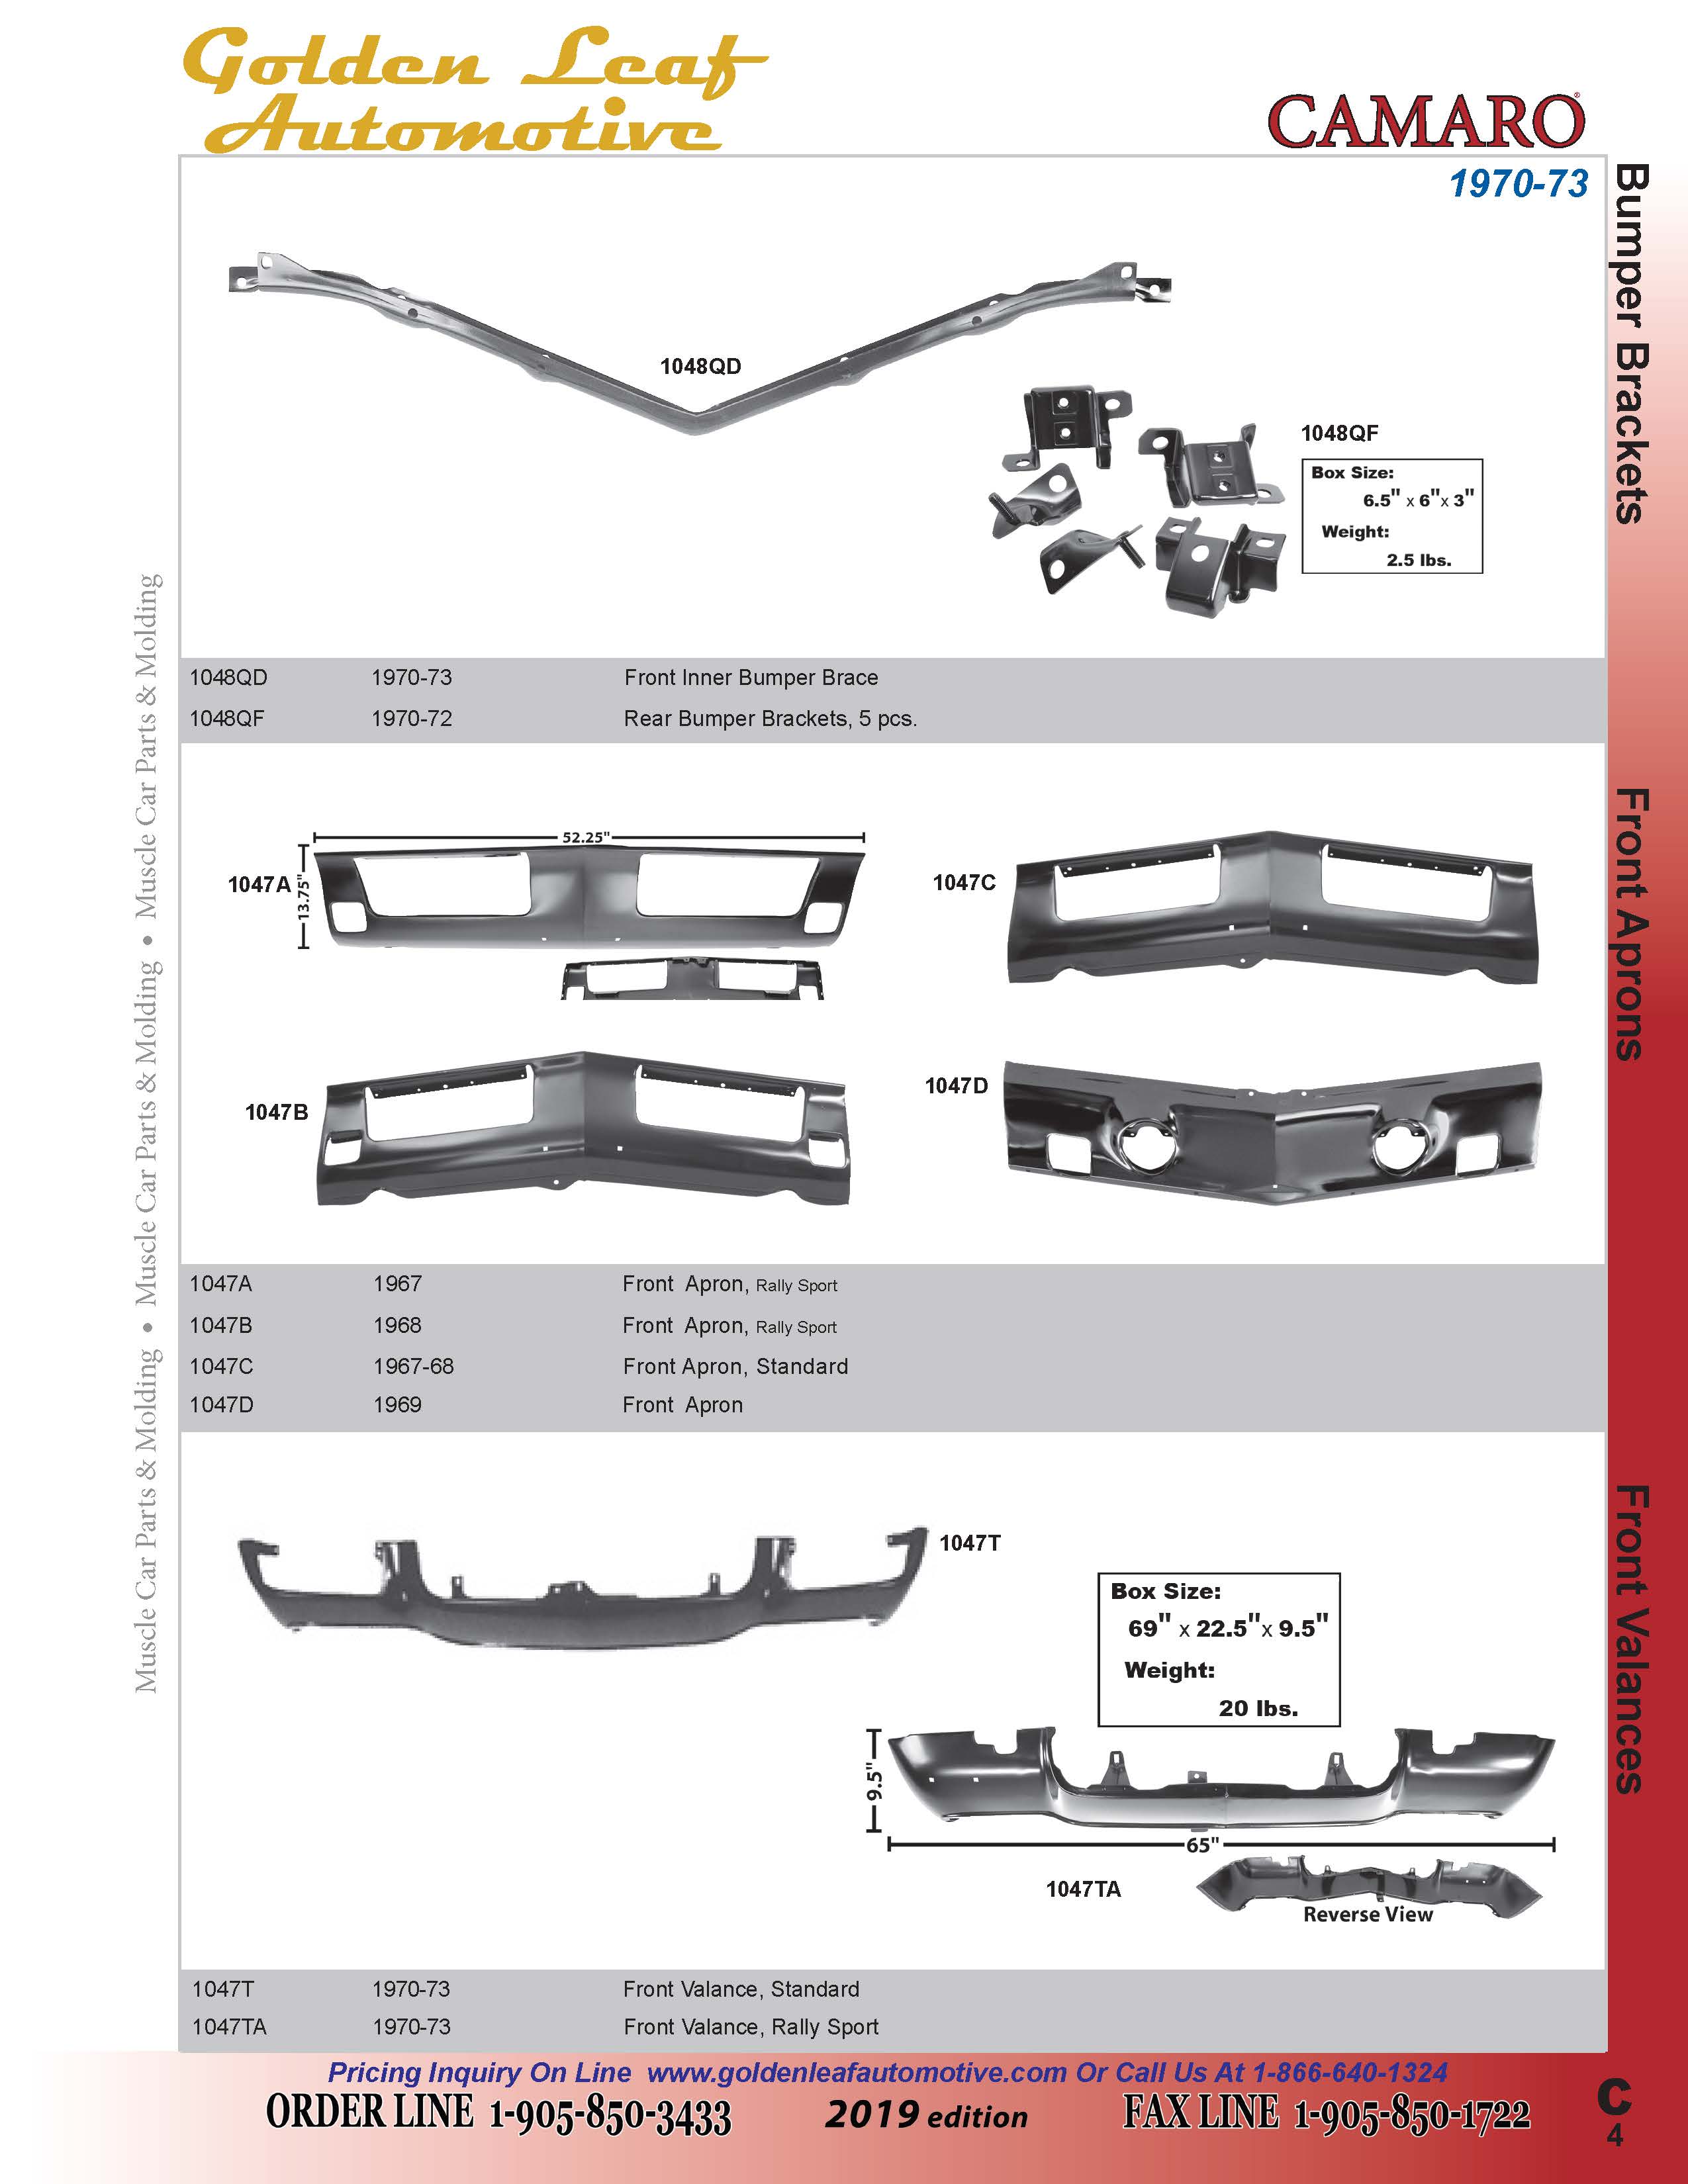 Golden Leaf
Automotive
CAMARO®
1970-73
Bumper Brackets
1048QD
1048QF
Box Size:
6.5" x 6"x 3"
Weight:
2.5 lbs.
1048QD 1970-73 Front Inner Bumper Brace
1048QF 1970-72 Rear Bumper Brackets, 5 pcs.
Front Aprons
52.25"
1047A
13.75"
1047C
1047B
1047D
1047A 1967 Front Apron, Rally Sport
1047B 1968 Front Apron, Rally Sport
1047C 1967-68 Front Apron, Standard
1047D 1969 Front Apron
Front Valances
1047T
Box Size:
69" x 22.5"x 9.5"
Weight:
20 lbs.
9.5"
65"
1047TA
Reverse View
1047T 1970-73 Front Valance, Standard
1047TA 1970-73 Front Valance, Rally Sport
Muscle Car Parts & Molding • Muscle Car Parts & Molding • Muscle Car Parts & Molding
Pricing Inquiry On Line www.goldenleafautomotive.com Or Call Us At 1-866-640-1324
ORDER LINE 1-905-850-3433 2019 edition FAX LINE 1-905-850-1722
C
4